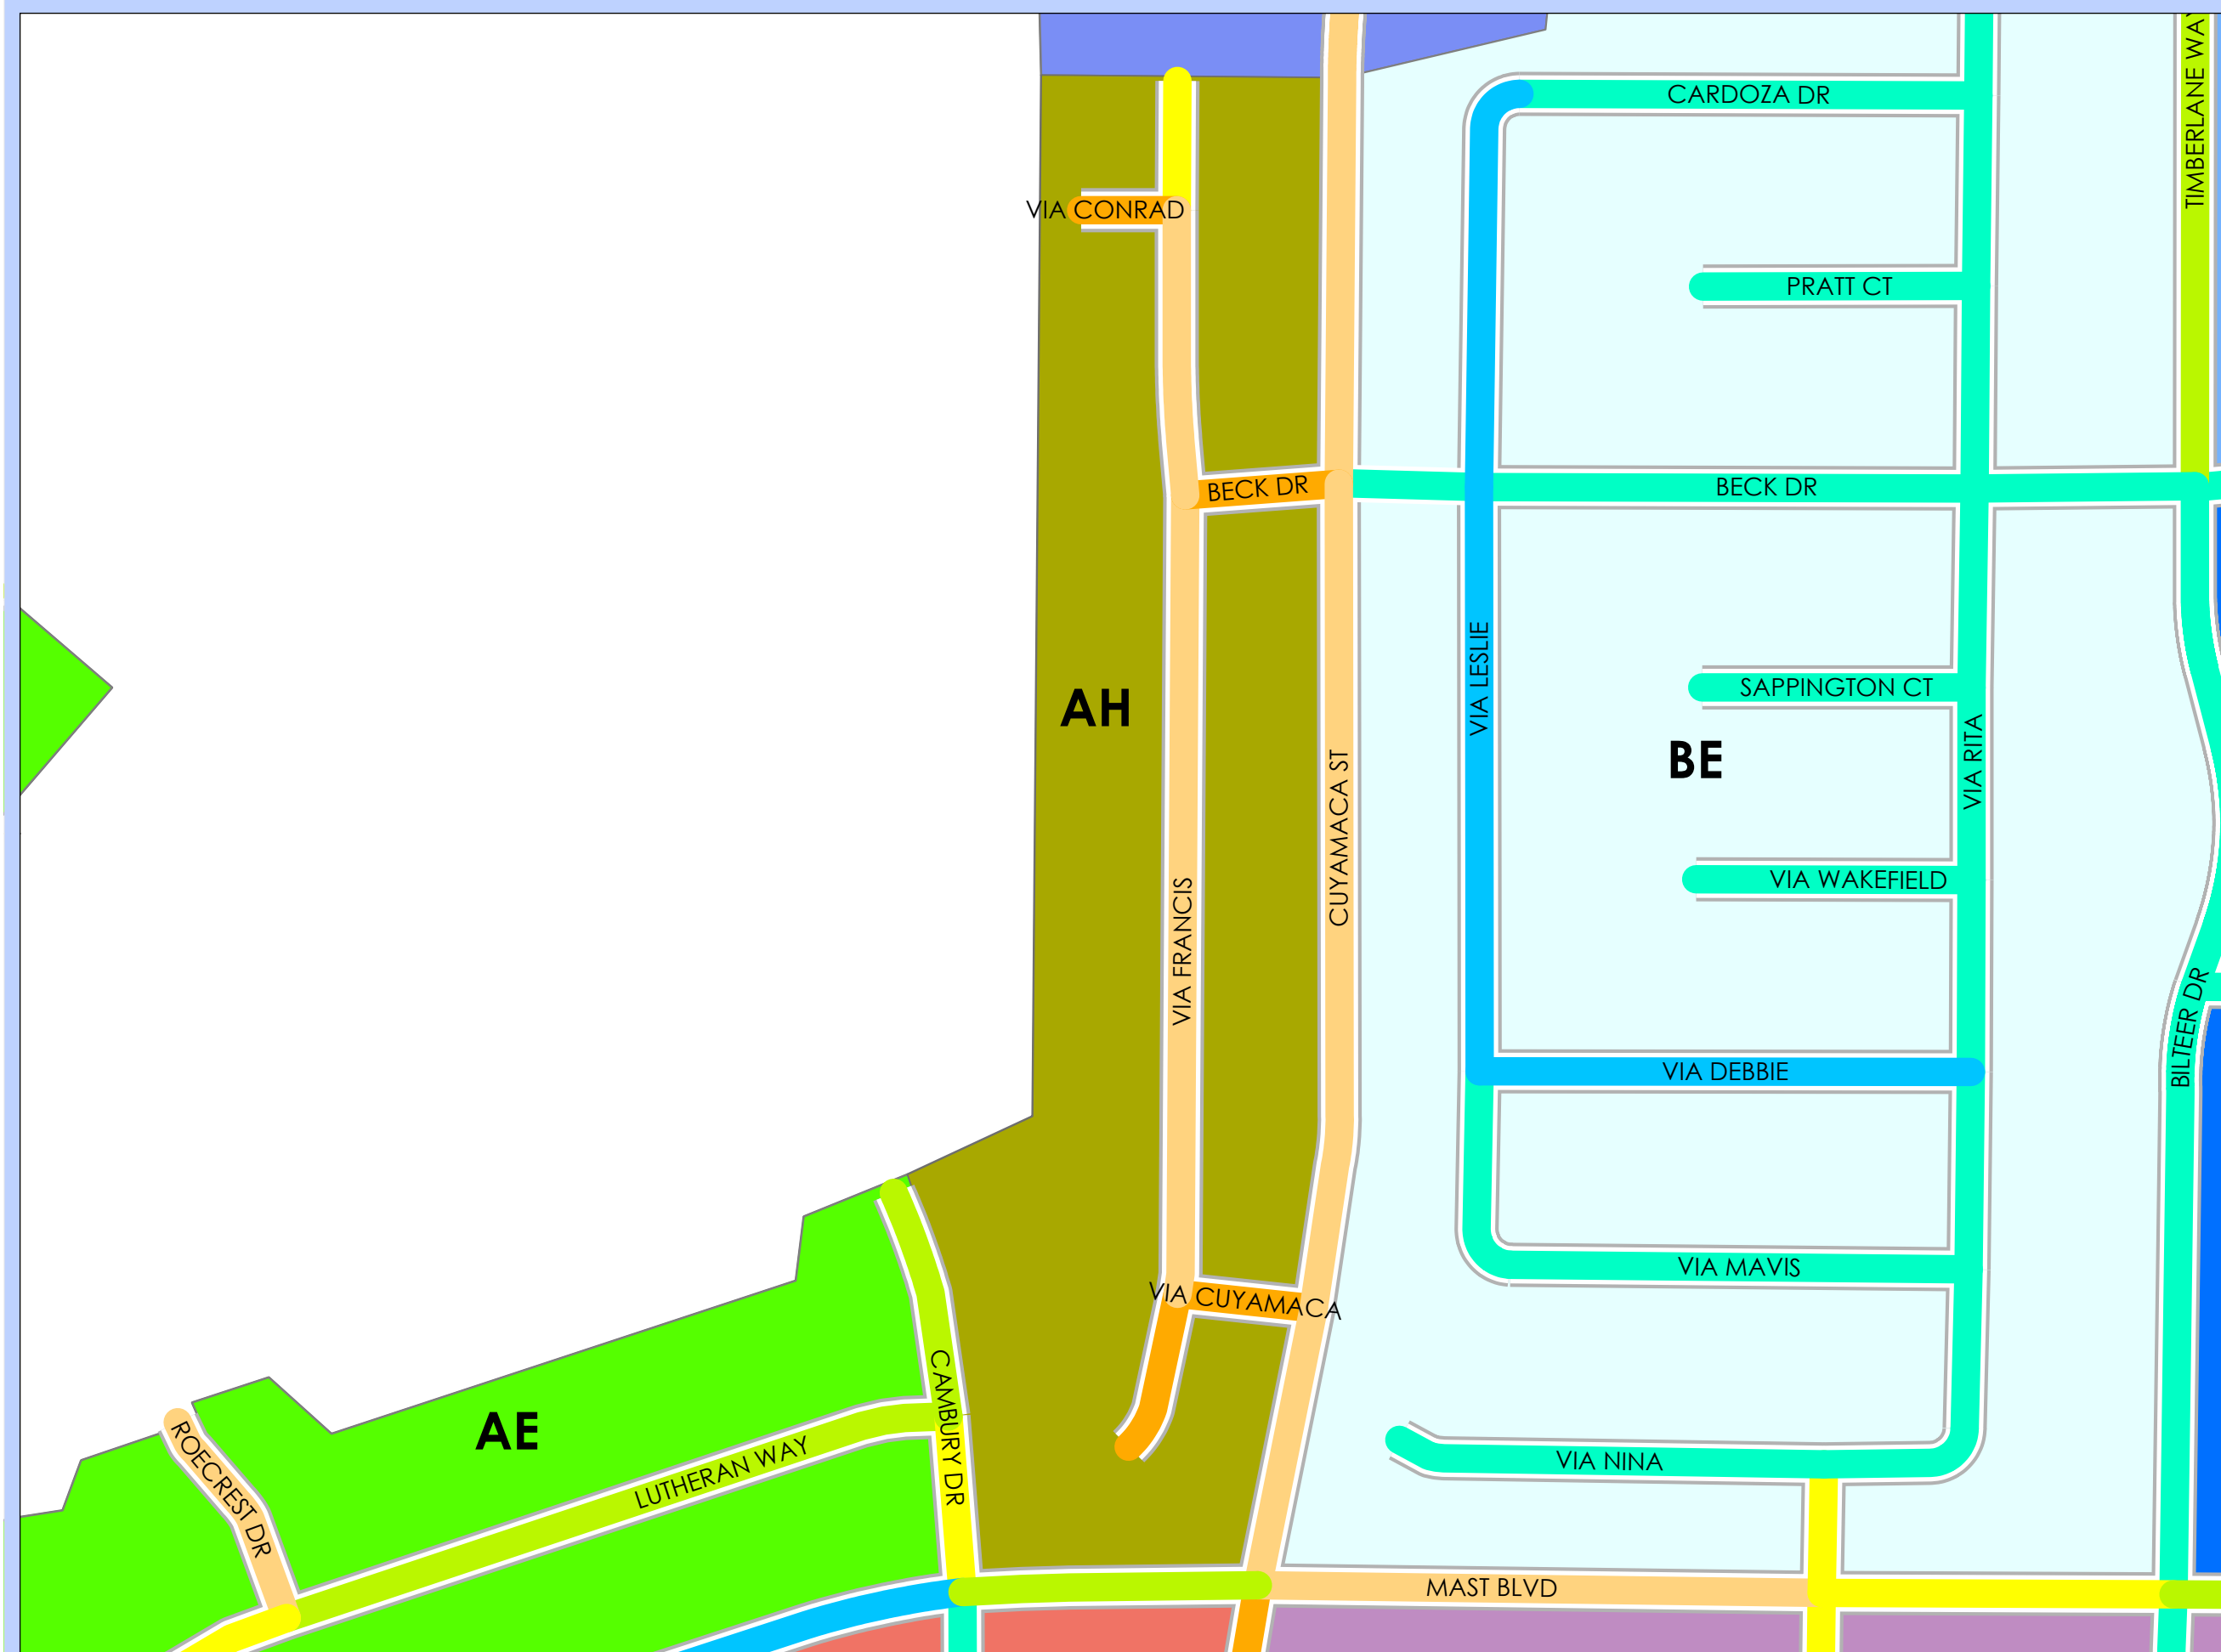 TIMBERLANE WAY
CARDOZA DR
VIA CONRAD
PRATT CT
BECK DR
BECK DR
VIA LESLIE
SAPPINGTON CT
AH
BE
VIA RITA
CUYAMACA ST
VIA WAKEFIELD
VIA FRANCIS
BILTEER DR
VIA DEBBIE
VIA MAVIS
VIA CUYAMACA
CAMBURY DR
AE
ROECREST DR
LUTHERAN WAY
VIA NINA
MAST BLVD